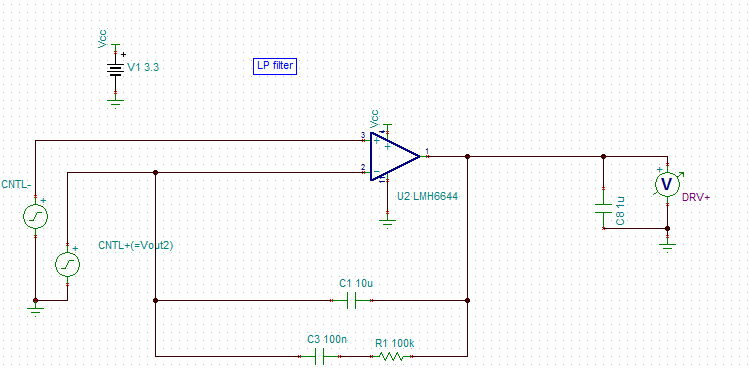 Vcc
V1 3.3
LP filter
Vcc
3
1
2
U2 LMH6644
CNTL-
CNTL+(=Vout2)
C8 1u
V
DRV+
C1 10u
C3 100n
R1 100k